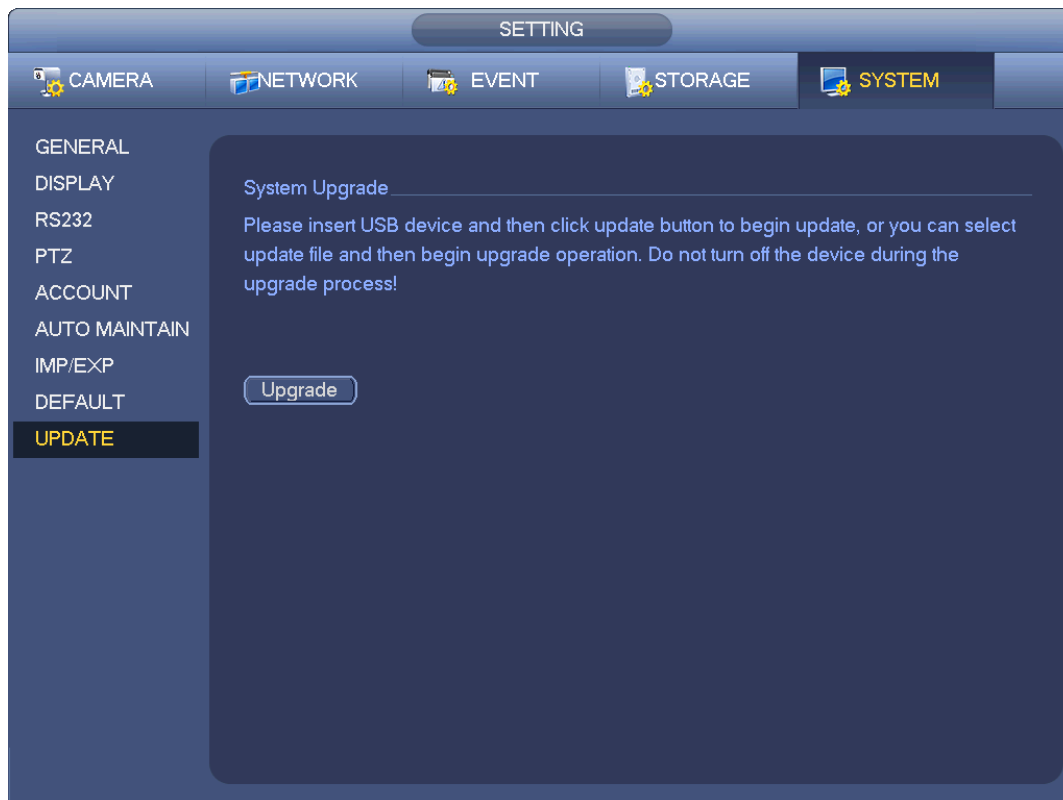 SETTING
CAMERA
NETWORK
EVENT
STORAGE
SYSTEM
GENERAL
DISPLAY
RS232
PTZ
ACCOUNT
AUTO MAINTAIN
IMP/EXP
DEFAULT
UPDATE
System Upgrade
Please insert USB device and then click update button to begin update, or you can select
update file and then begin upgrade operation. Do not turn off the device during the
upgrade process!
Upgrade